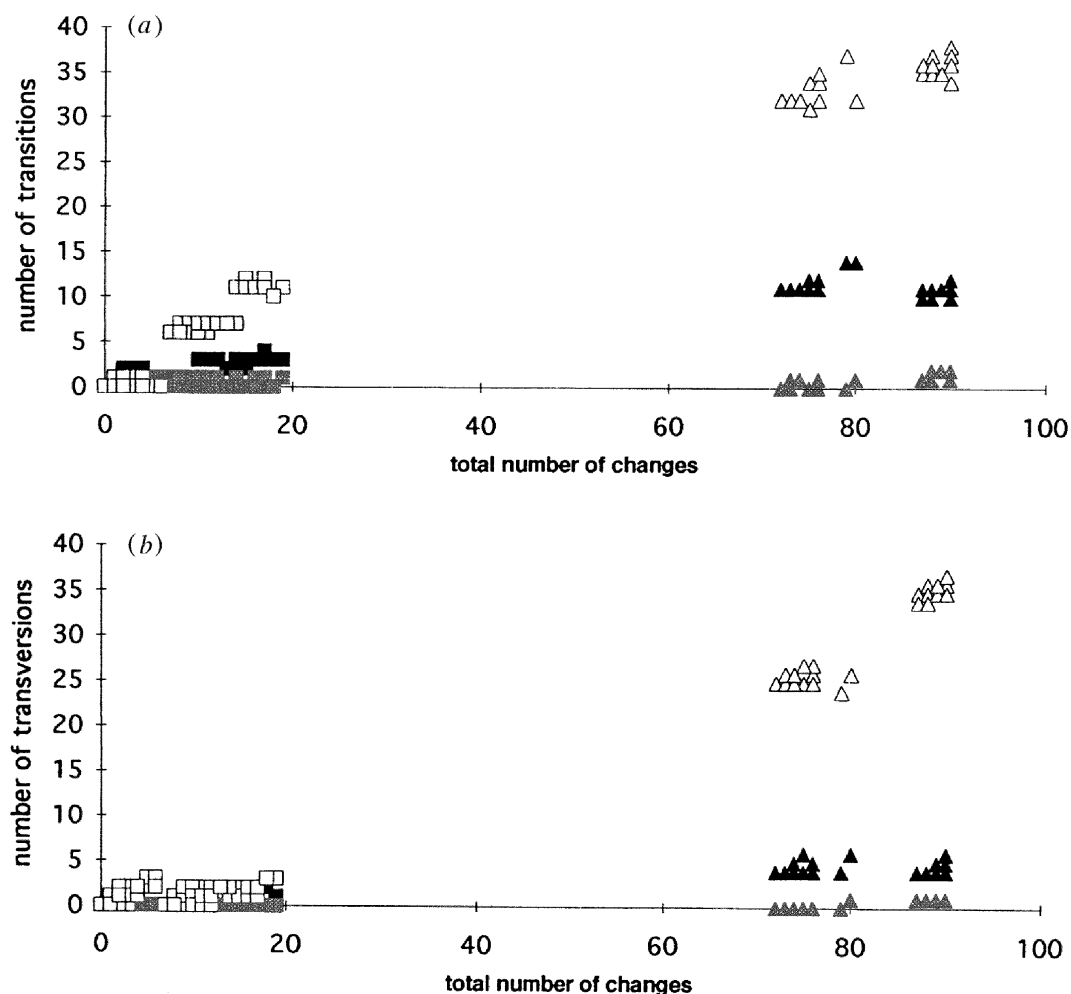 (a)
number of transitions
40
35
30
25
20
15
10
5
0
0 20 40 60 80 100
total number of changes
(b)
number of transversions
40
35
30
25
20
15
10
5
0
0 20 40 60 80 100
total number of changes